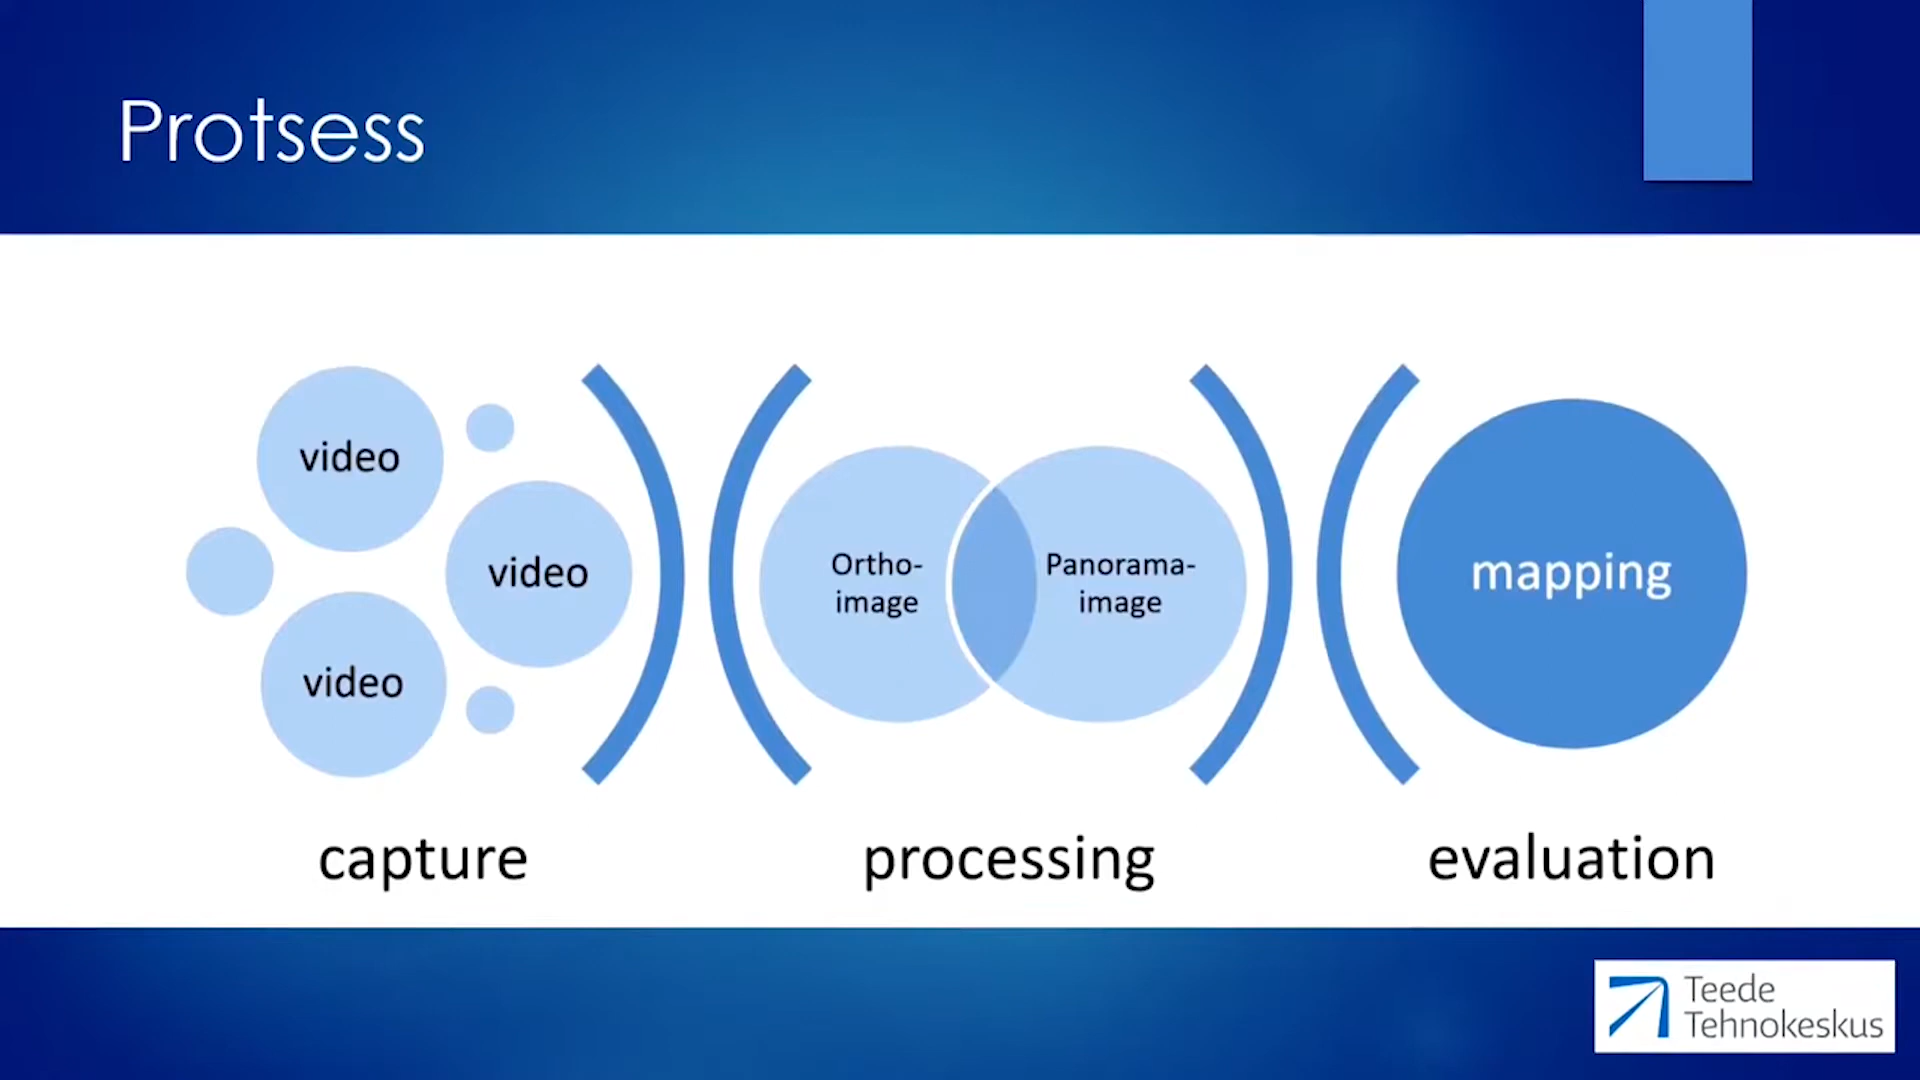 Protsess
video
video
video
Ortho-
image
Panorama-
image
mapping
capture
processing
evaluation
Teede
Tehnokeskus